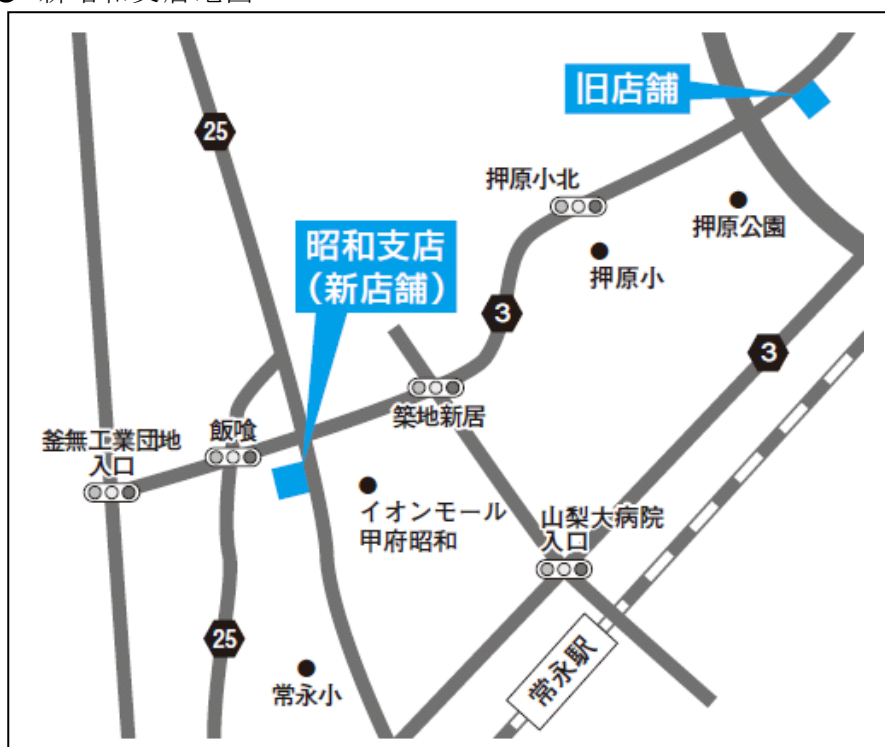 旧店舗
25
押原小北
押原公園
昭和支店
（新店舗）
押原小
3
3
築地新居
飯喰
釜無工業団地
入口
イオンモール
甲府昭和
山梨大病院
入口
25
常永小
常永駅